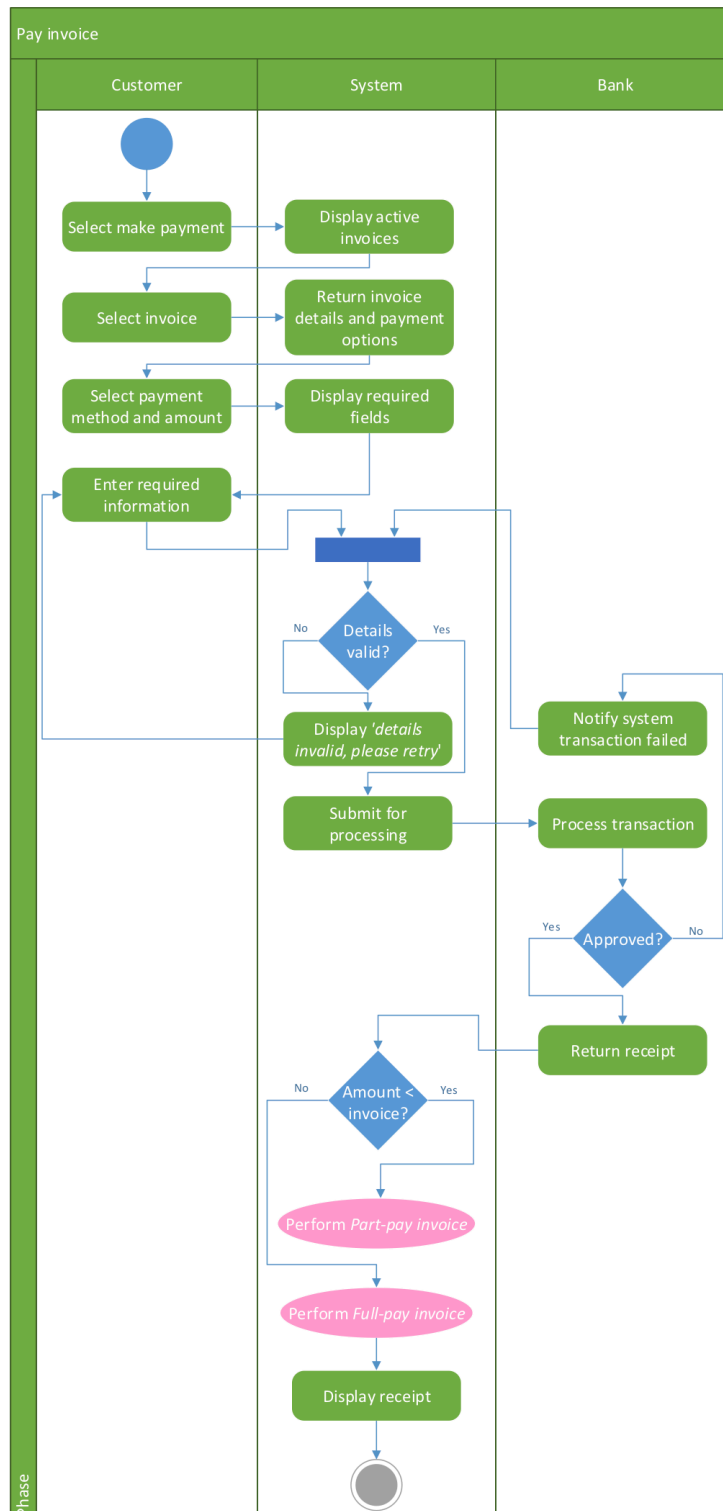 Pay invoice
Customer
System
Bank
Select make payment
Display active
invoices
Select invoice
Return invoice
details and payment
options
Select payment
method and amount
Display required
fields
Enter required
information
No
Details
valid?
Yes
Display 'details
invalid, please retry'
Notify system
transaction failed
Submit for
processing
Process transaction
Yes
Approved?
No
Return receipt
No
Amount <
invoice?
Yes
Perform Part-pay invoice
Perform Full-pay invoice
Display receipt
Phase